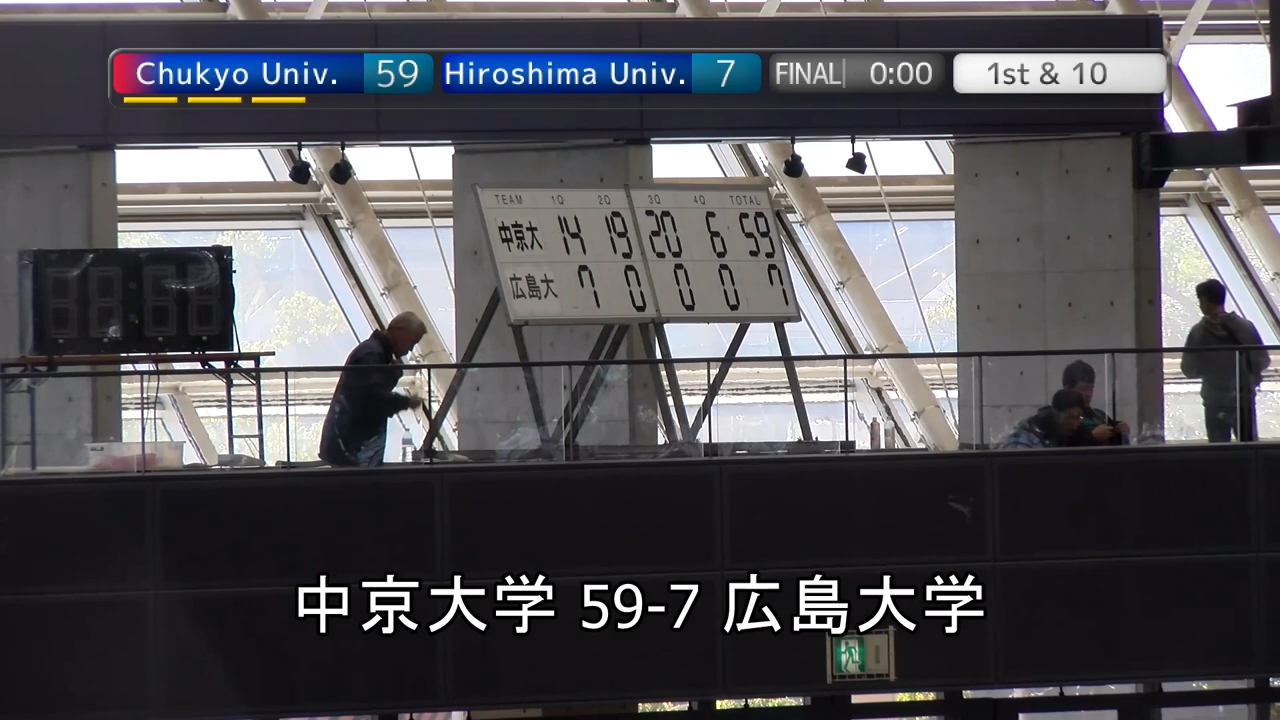 Chukyo Univ. 59 Hiroshima Univ. 7 FINAL 0:00 1st & 10
TEAM 1Q 2Q 3Q 4Q TOTAL
中京大 14 19 20 6 59
広島大 7 0 0 0 7
中京大学 59-7 広島大学